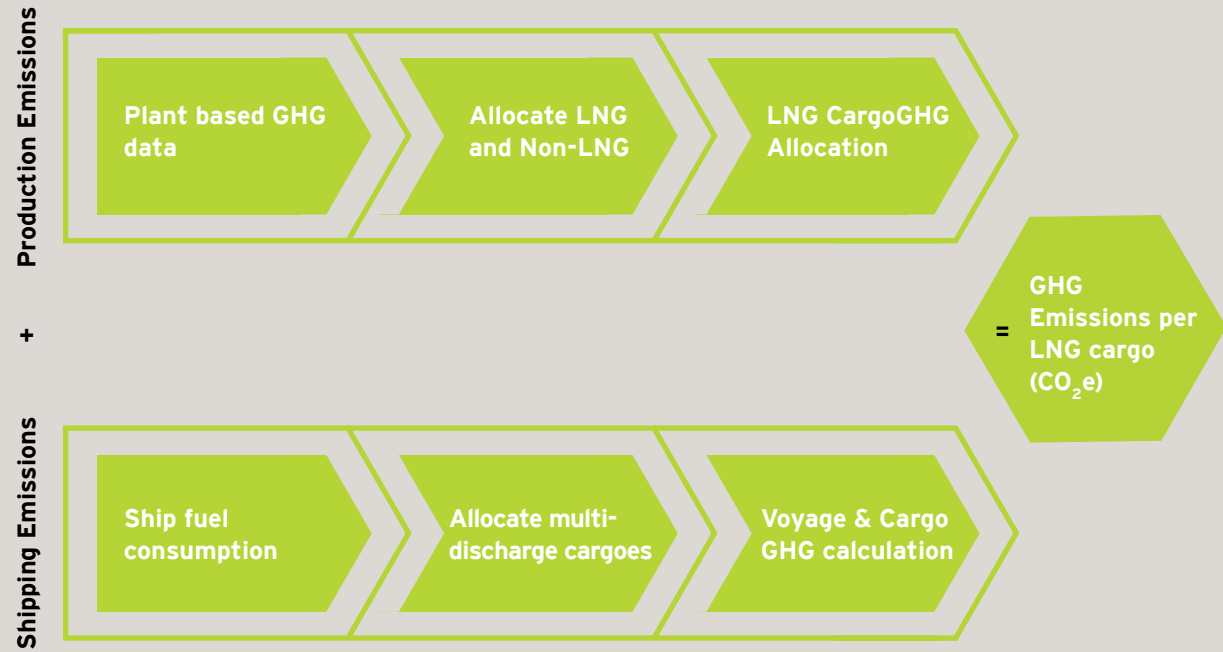 Production Emissions
Plant based GHG
data
Allocate LNG
and Non-LNG
LNG CargoGHG
Allocation
+
=
GHG
Emissions per
LNG cargo
(CO₂e)
Shipping Emissions
Ship fuel
consumption
Allocate multi-
discharge cargoes
Voyage & Cargo
GHG calculation